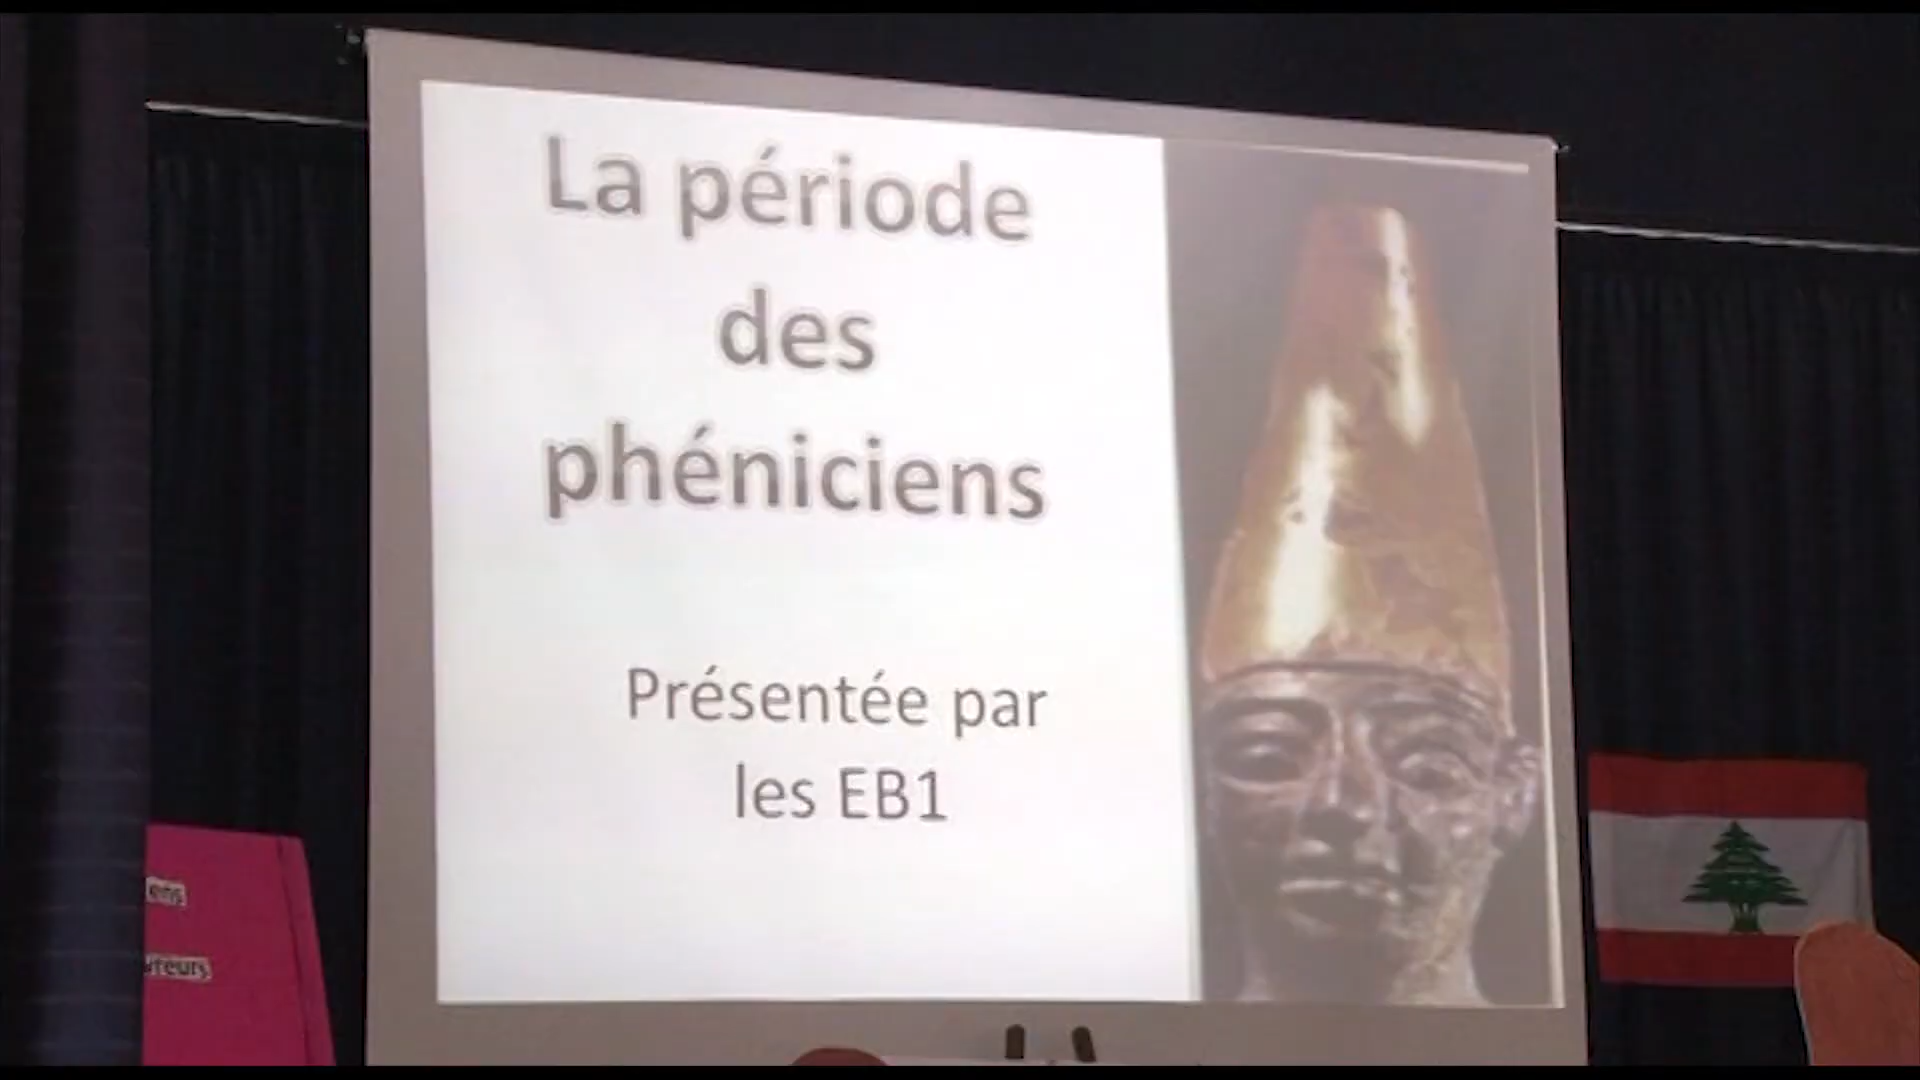 La période
des
phéniciens
Présentée par
les EB1